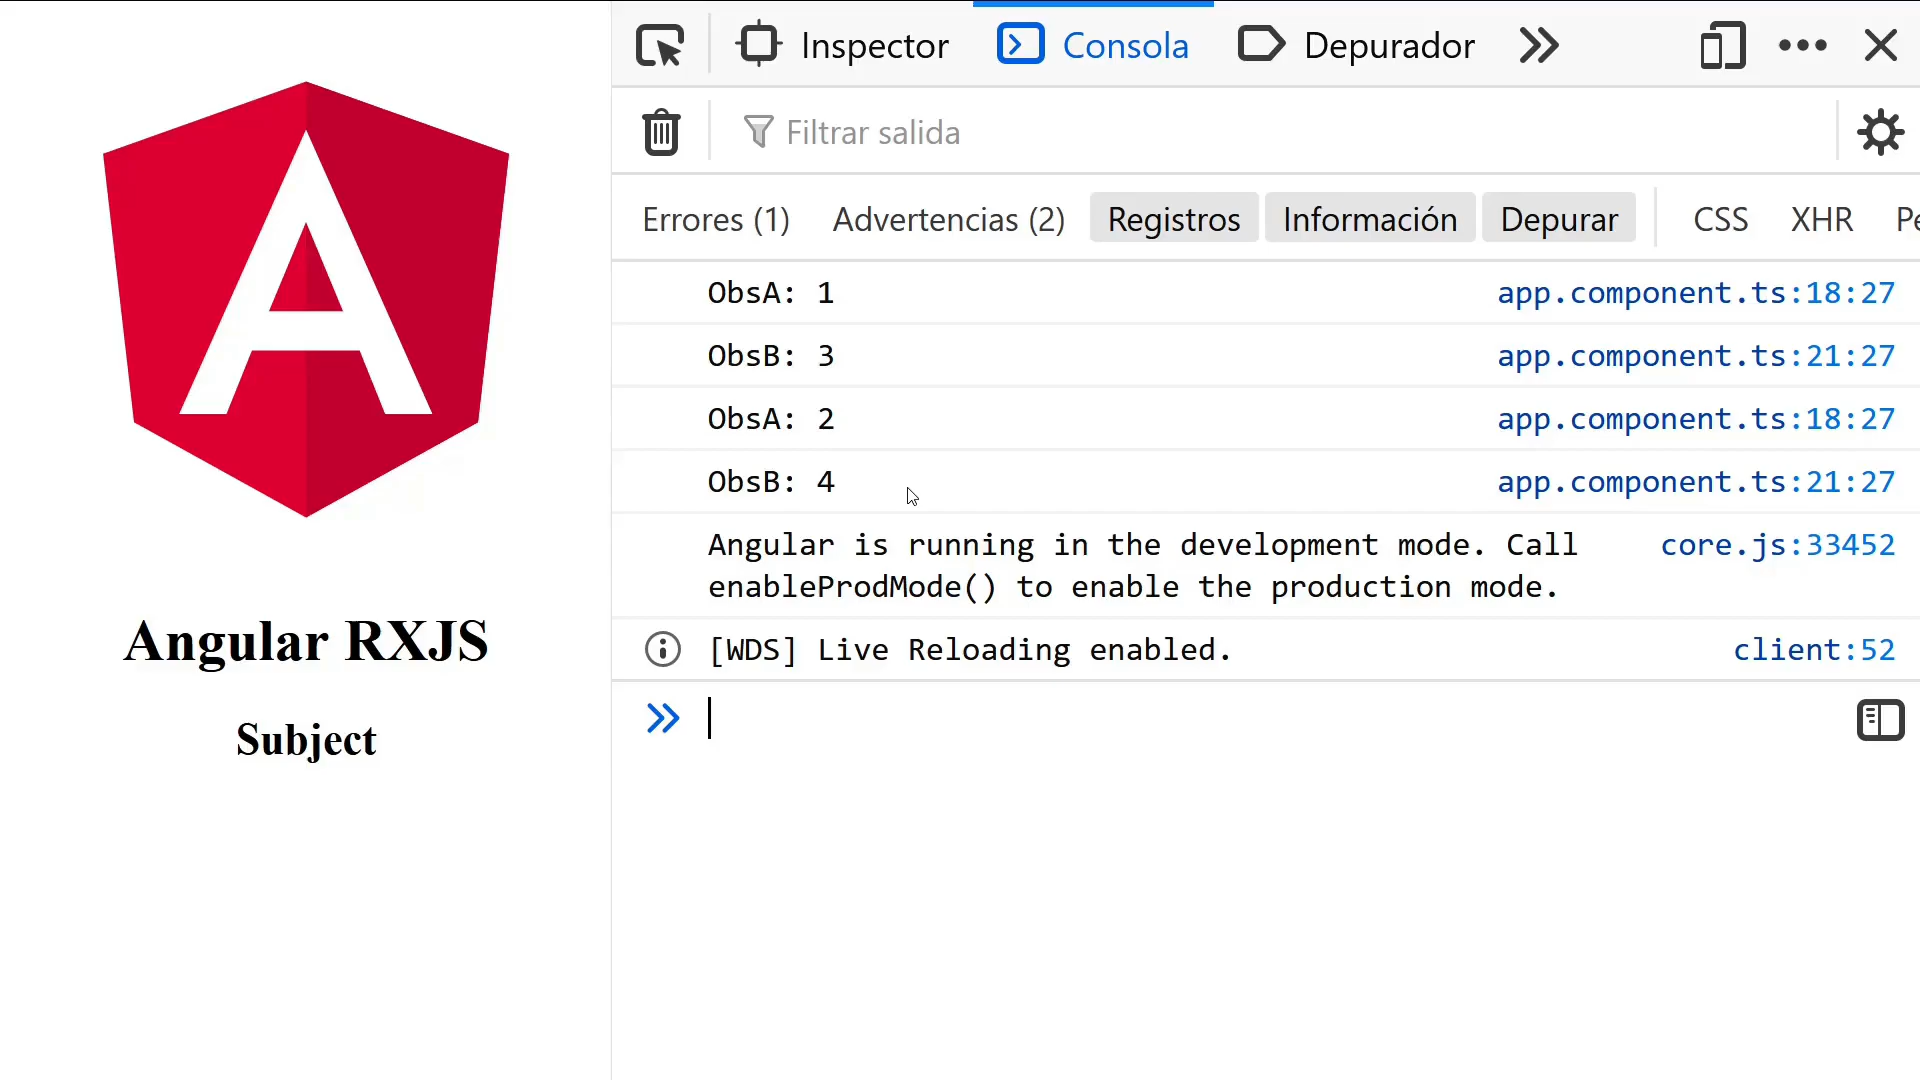 Inspector Consola Depurador
Filtrar salida
Errores (1) Advertencias (2) Registros Información Depurar CSS XHR
ObsA: 1 app.component.ts:18:27
ObsB: 3 app.component.ts:21:27
ObsA: 2 app.component.ts:18:27
ObsB: 4 app.component.ts:21:27
Angular is running in the development mode. Call core.js:33452
enableProdMode() to enable the production mode.
[WDS] Live Reloading enabled. client:52
Angular RXJS
Subject